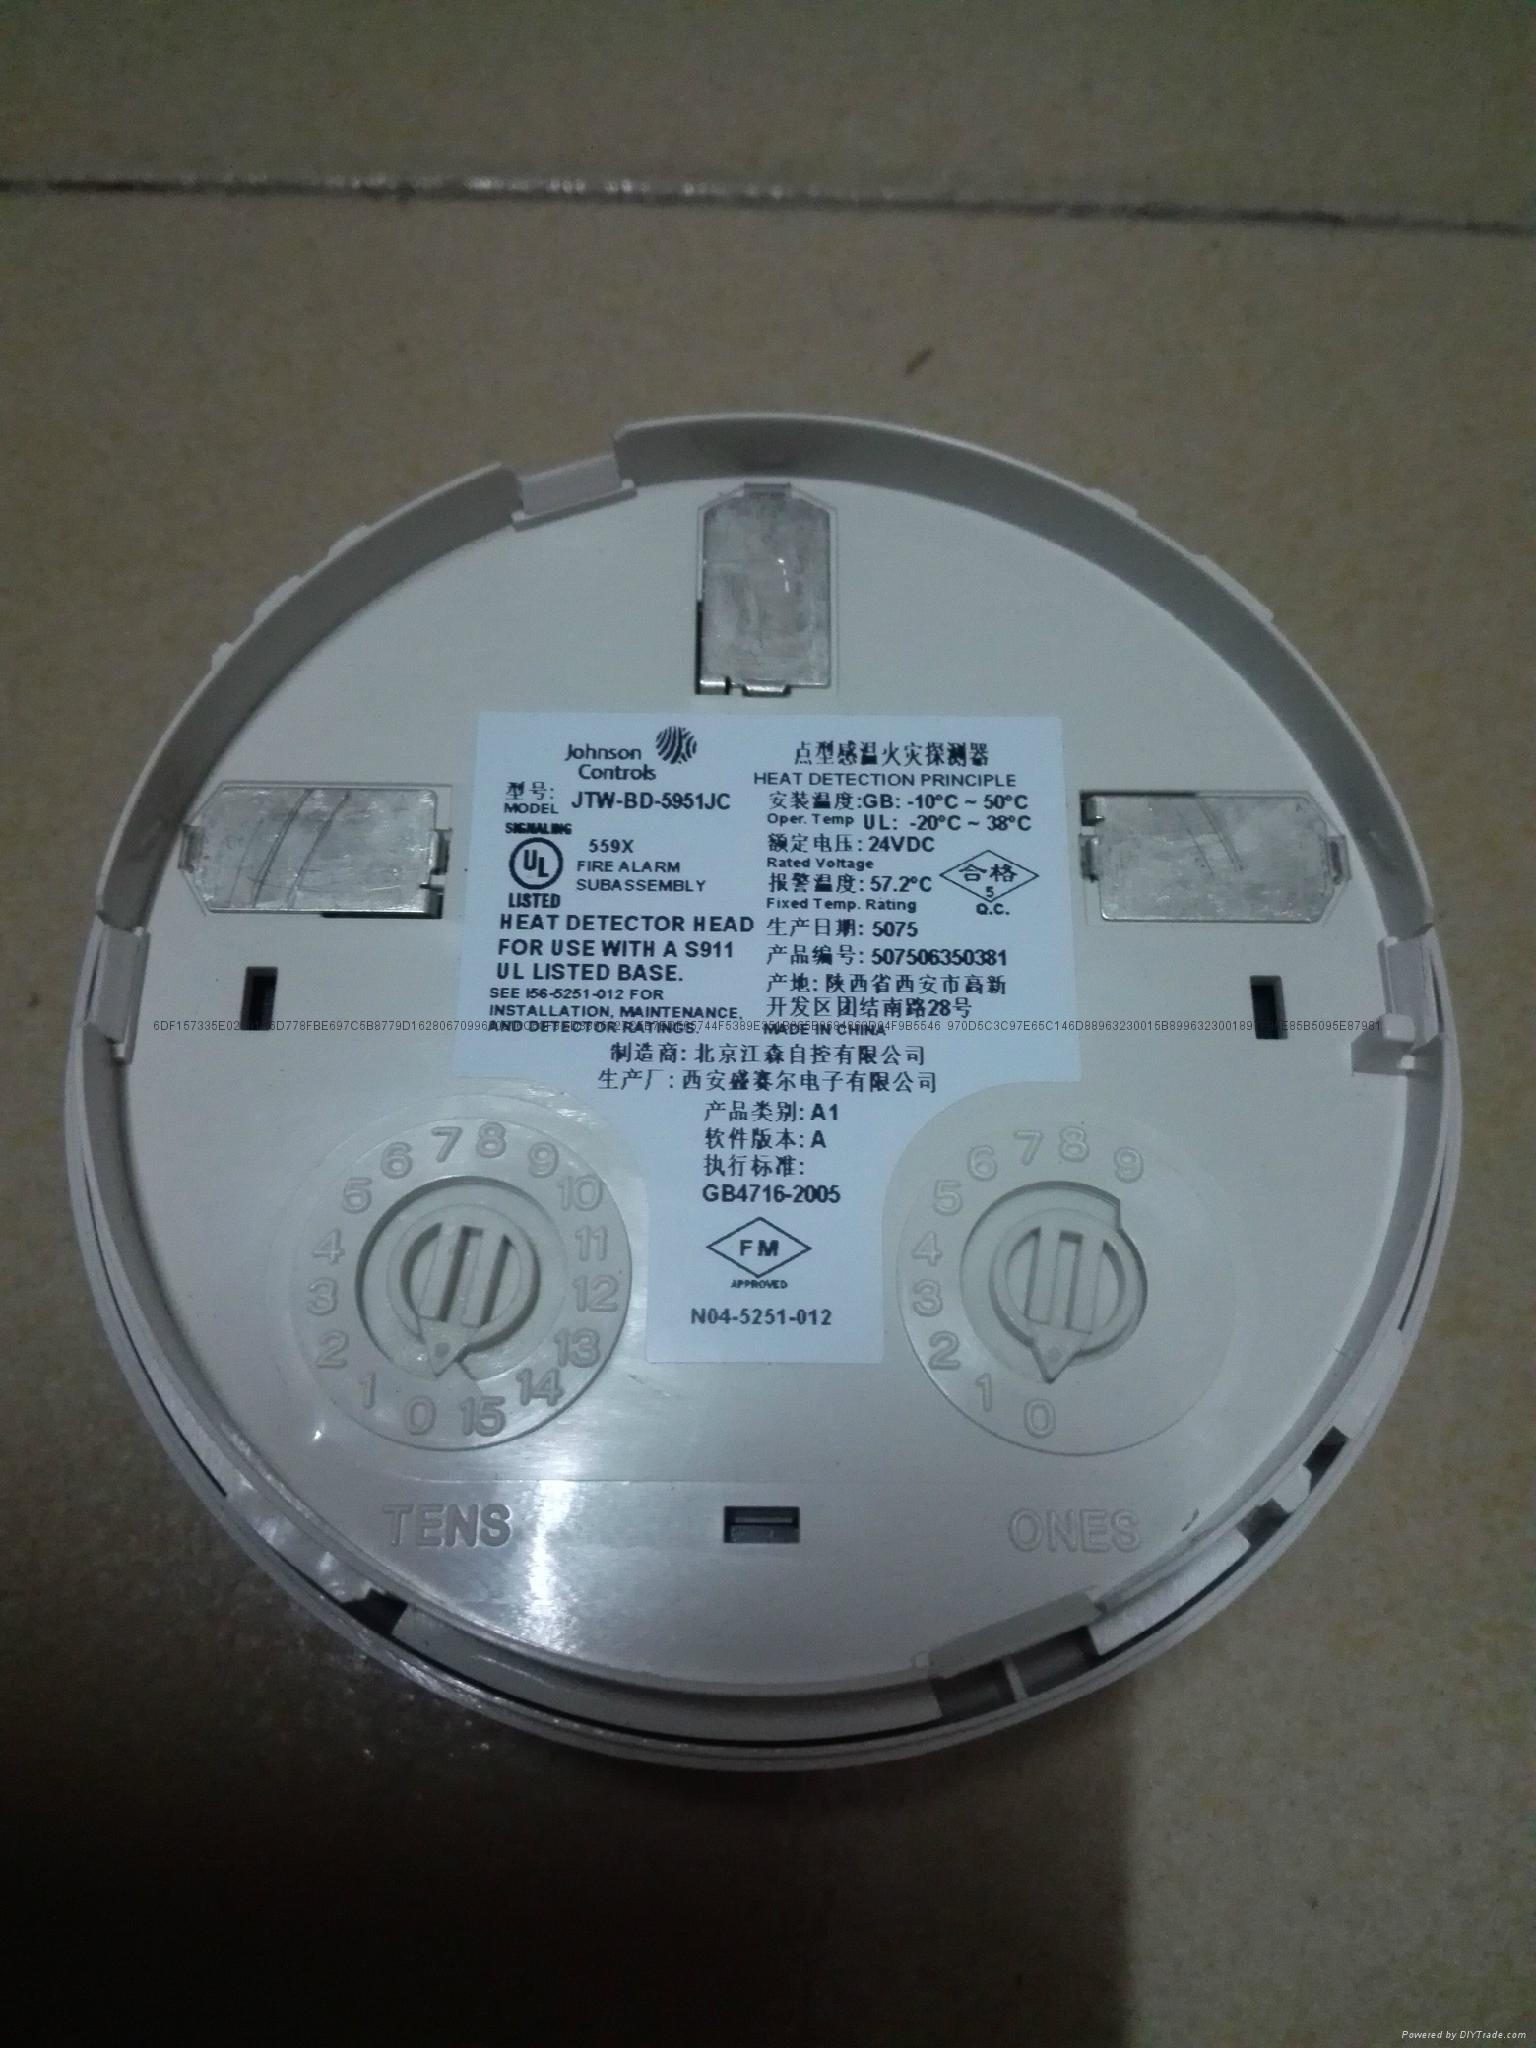 Johnson
Controls
型号:
MODEL JTW-BD-5951JC
SIGNALING
UL
LISTED
559X
FIRE ALARM
SUBASSEMBLY
HEAT DETECTOR HEAD
FOR USE WITH A S911
UL LISTED BASE.
SEE I56-5251-012 FOR
INSTALLATION, MAINTENANCE,
AND DETECTOR RATINGS.
点型感温火灾探测器
HEAT DETECTION PRINCIPLE
安装温度:GB: -10°C ~ 50°C
Oper. Temp UL: -20°C ~ 38°C
额定电压: 24VDC
Rated Voltage
报警温度: 57.2°C
Fixed Temp. Rating
合格
5
Q.C.
生产日期: 5075
产品编号: 507506350381
产地: 陕西省西安市高新
开发区团结南路28号
MADE IN CHINA
制造商: 北京江森自控有限公司
生产厂: 西安盛赛尔电子有限公司
产品类别: A1
软件版本: A
执行标准:
GB4716-2005
FM
APPROVED
N04-5251-012
0 1 2 3 4 5 6 7 8 9 10 11 12 13 14 15
TENS
0 1 2 3 4 5 6 7 8 9
ONES
Powered by DIYTrade.com